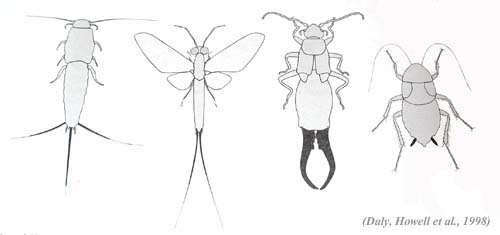 (Daly, Howell et al., 1998)